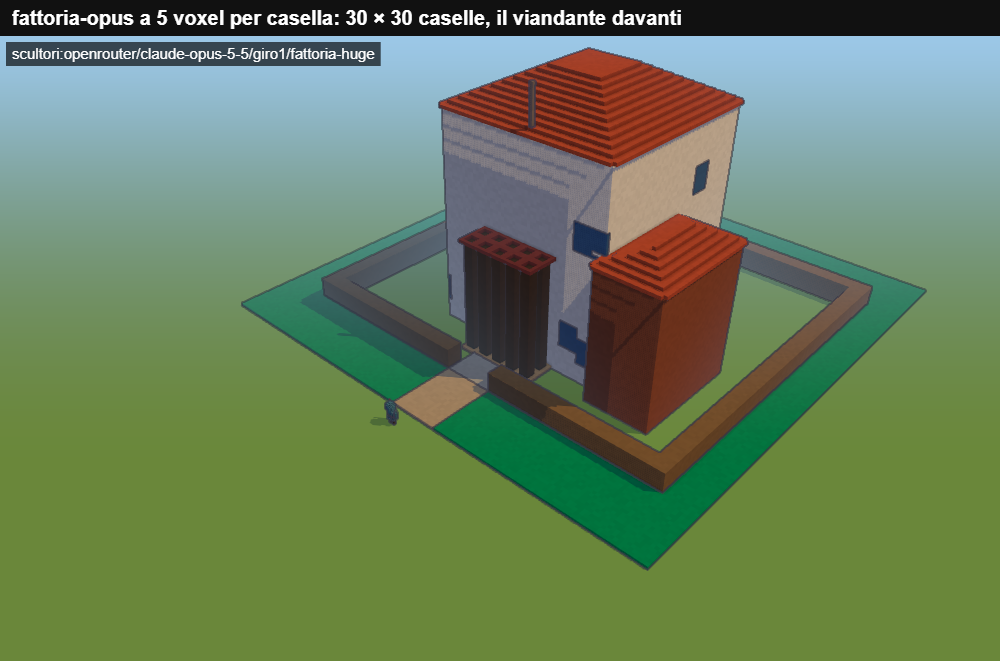 fattoria-opus a 5 voxel per casella: 30 × 30 caselle, il viandante davanti
scultori:openrouter/claude-opus-5-5/giro1/fattoria-huge